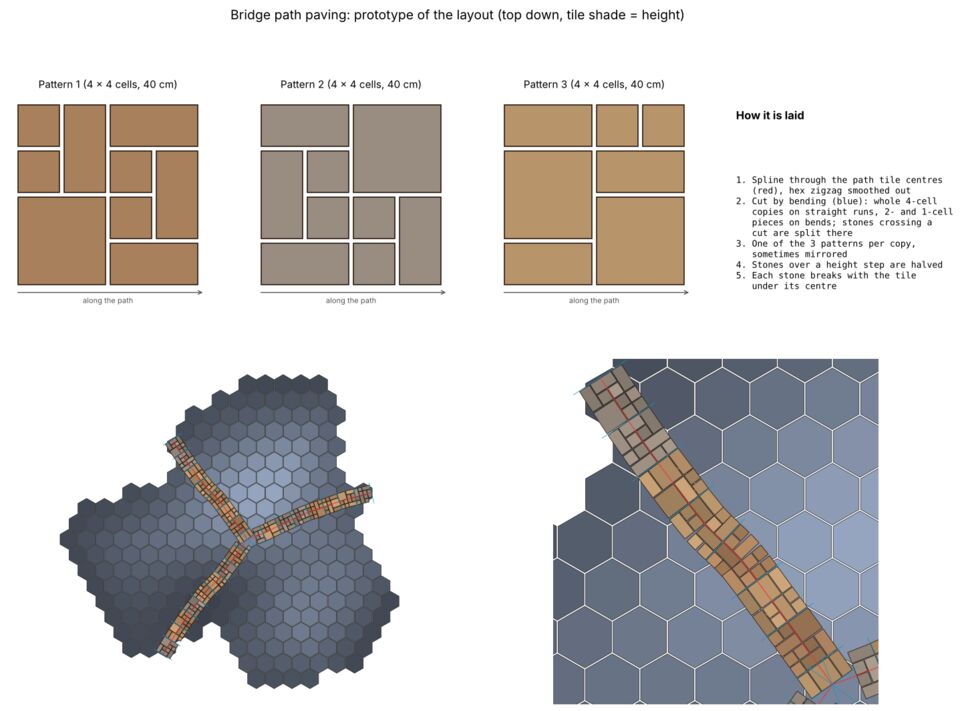 Bridge path paving: prototype of the layout (top down, tile shade = height)
Pattern 1 (4 × 4 cells, 40 cm)
Pattern 2 (4 × 4 cells, 40 cm)
Pattern 3 (4 × 4 cells, 40 cm)
along the path
along the path
along the path
How it is laid
1. Spline through the path tile centres
(red), hex zigzag smoothed out
2. Cut by bending (blue): whole 4-cell
copies on straight runs, 2- and 1-cell
pieces on bends; stones crossing a
cut are split there
3. One of the 3 patterns per copy,
sometimes mirrored
4. Stones over a height step are halved
5. Each stone breaks with the tile
under its centre